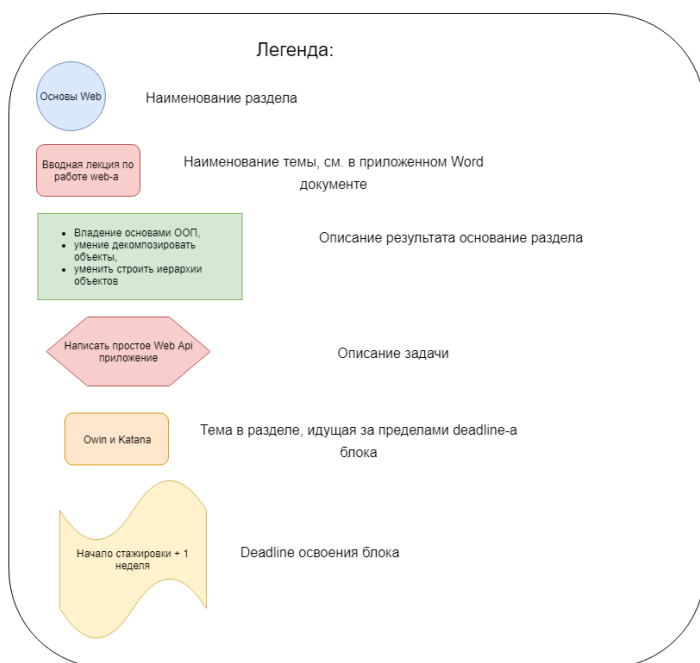 Легенда:
Основы Web
Наименование раздела
Вводная лекция по
работе web-а
Наименование темы, см. в приложенном Word
документе
Владение основами ООП,
умение декомпозировать
объекты,
уменить строить иерархии
объектов
Описание результата основание раздела
Написать простое Web Api
приложение
Описание задачи
Owin и Katana
Тема в разделе, идущая за пределами deadline-а
блока
Начало стажировки + 1
неделя
Deadline освоения блока